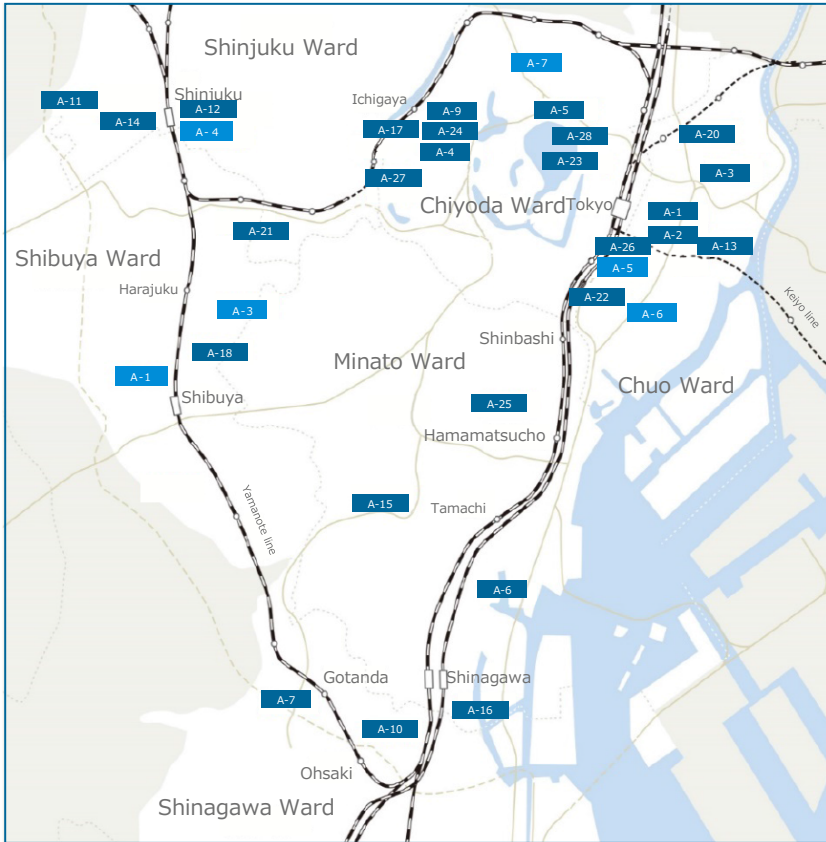 Shinjuku Ward
A-7
Shinjuku
Ichigaya
A-11
A-12
A-9
A-5
A-14
A-4
A-17
A-24
A-28
A-20
A-4
A-23
A-27
A-3
Chiyoda Ward
Tokyo
A-1
A-21
A-2
A-26
A-13
Shibuya Ward
A-5
Harajuku
A-22
Keiyo line
A-3
A-6
Shinbashi
A-18
Minato Ward
A-1
Chuo Ward
Shibuya
A-25
Hamamatsucho
A-15
Tamachi
Yamanote line
A-6
Gotanda
Shinagawa
A-7
A-16
A-10
Ohsaki
Shinagawa Ward